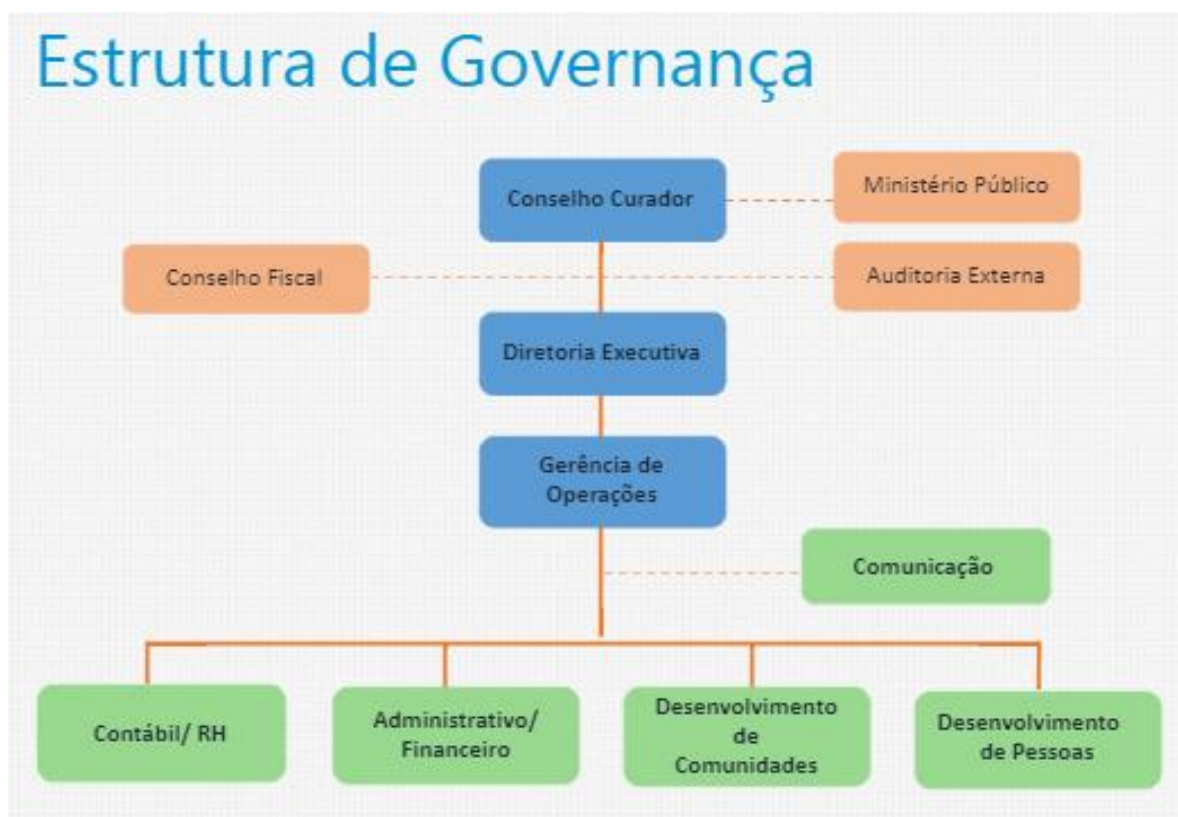 Estrutura de Governança
Conselho Curador
Ministério Público
Conselho Fiscal
Auditoria Externa
Diretoria Executiva
Gerência de
Operações
Comunicação
Contábil/ RH
Administrativo/
Financeiro
Desenvolvimento
de
Comunidades
Desenvolvimento
de Pessoas